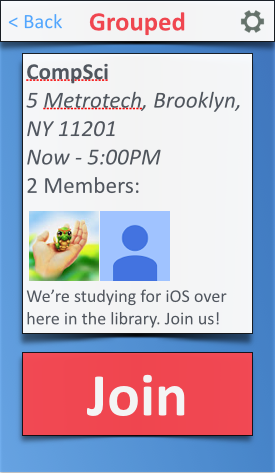 < Back Grouped
CompSci
5 Metrotech, Brooklyn,
NY 11201
Now - 5:00PM
2 Members:
We're studying for iOS over
here in the library. Join us!
Join